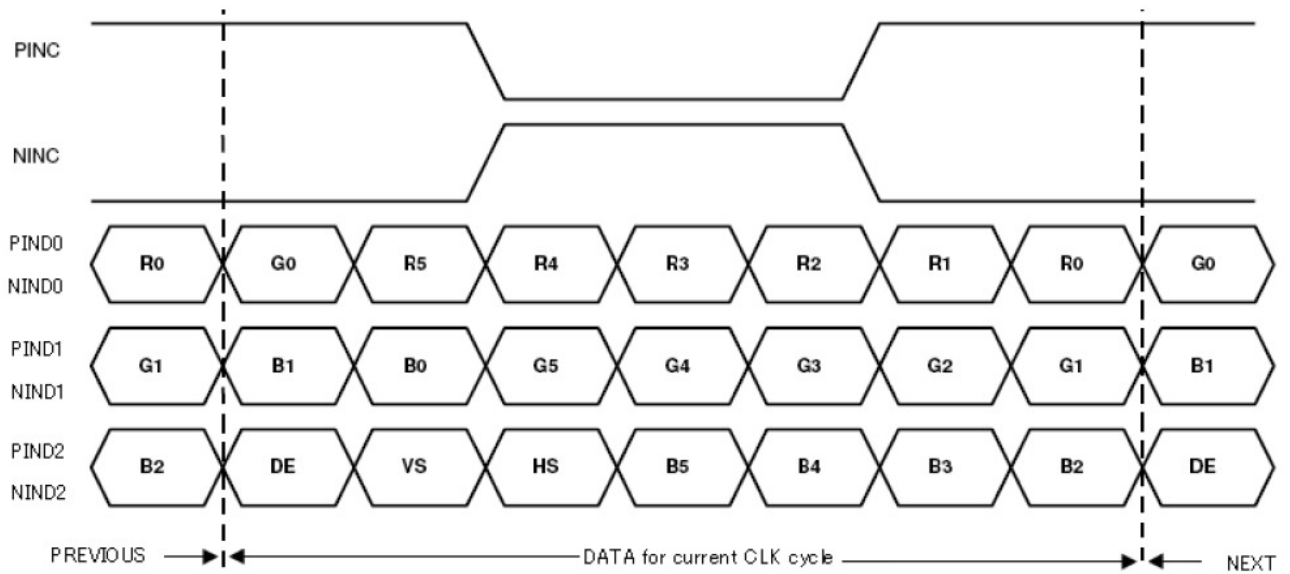 PINC
NINC
PIND0
NIND0
R0 G0 R5 R4 R3 R2 R1 R0 G0
PIND1
NIND1
G1 B1 B0 G5 G4 G3 G2 G1 B1
PIND2
NIND2
B2 DE VS HS B5 B4 B3 B2 DE
PREVIOUS DATA for current CLK cycle NEXT